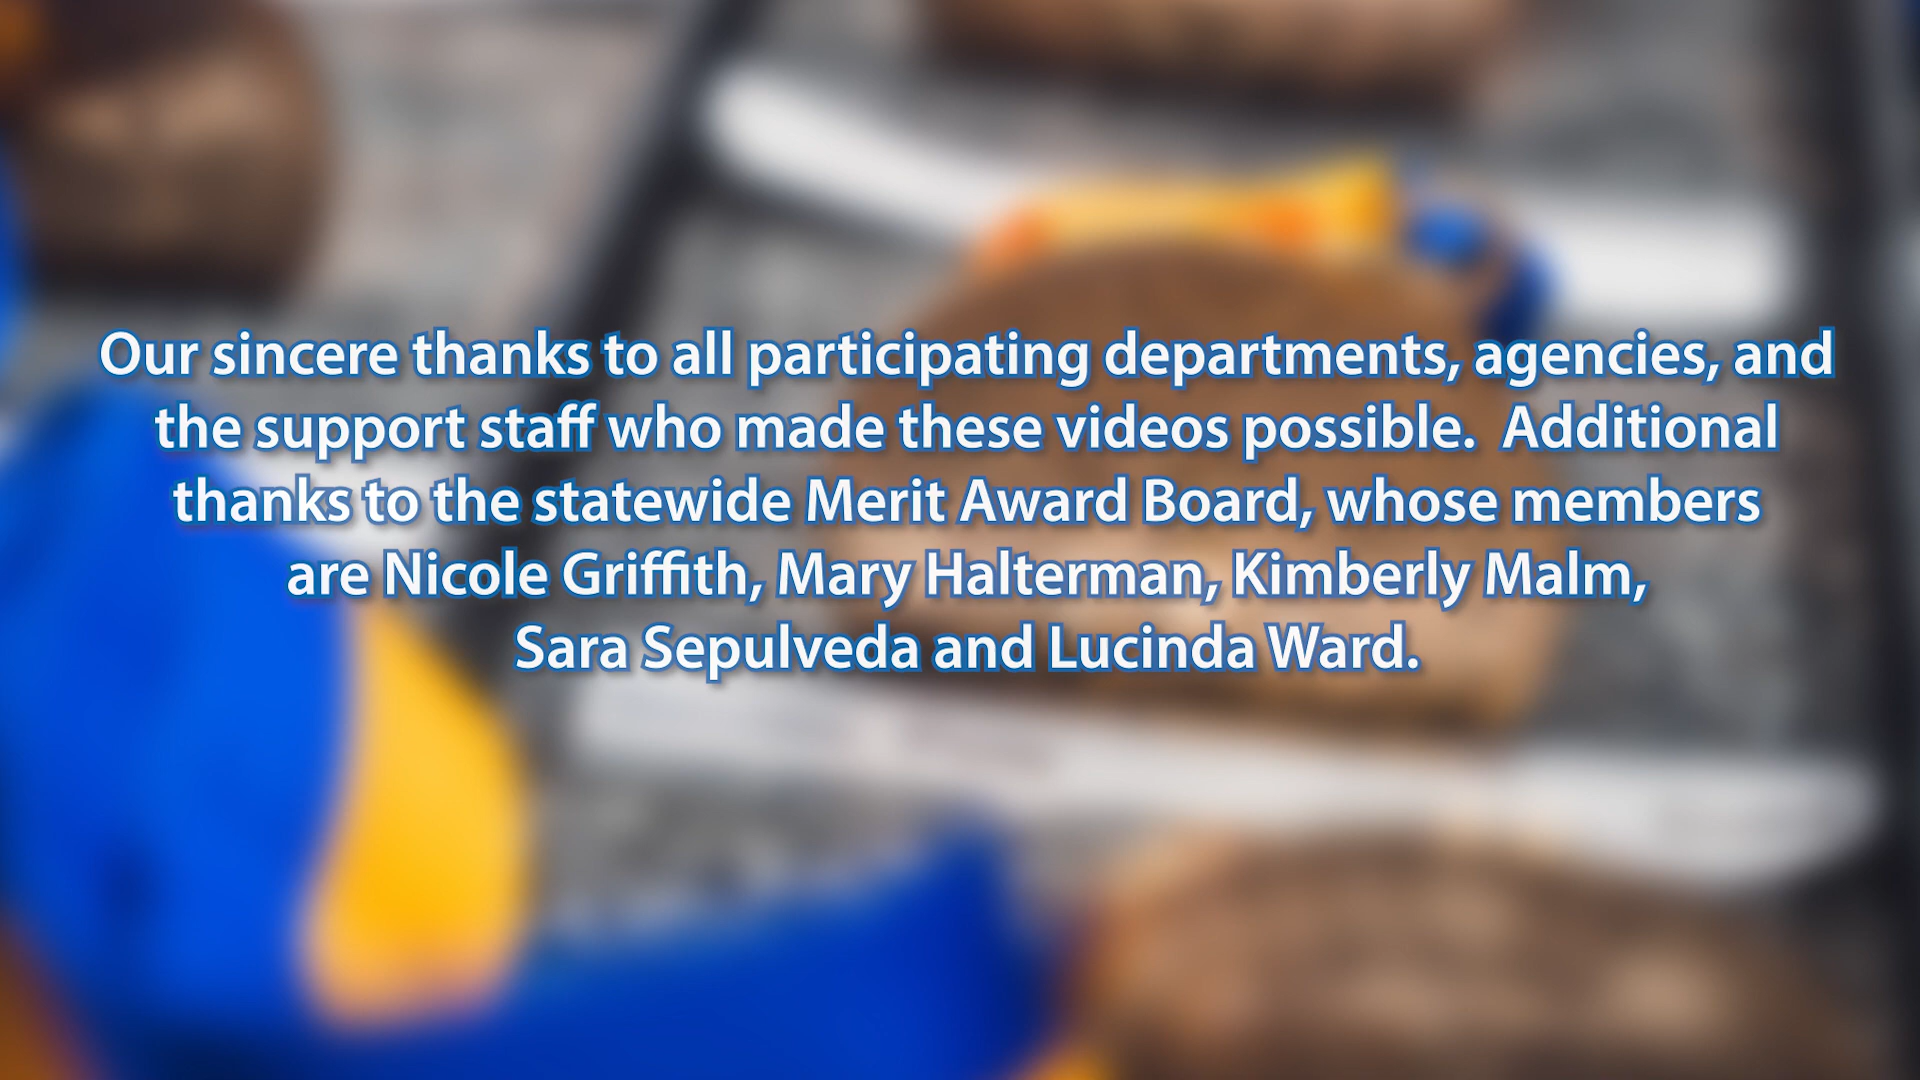 Our sincere thanks to all participating departments, agencies, and
the support staff who made these videos possible.  Additional
thanks to the statewide Merit Award Board, whose members
are Nicole Griffith, Mary Halterman, Kimberly Malm,
Sara Sepulveda and Lucinda Ward.